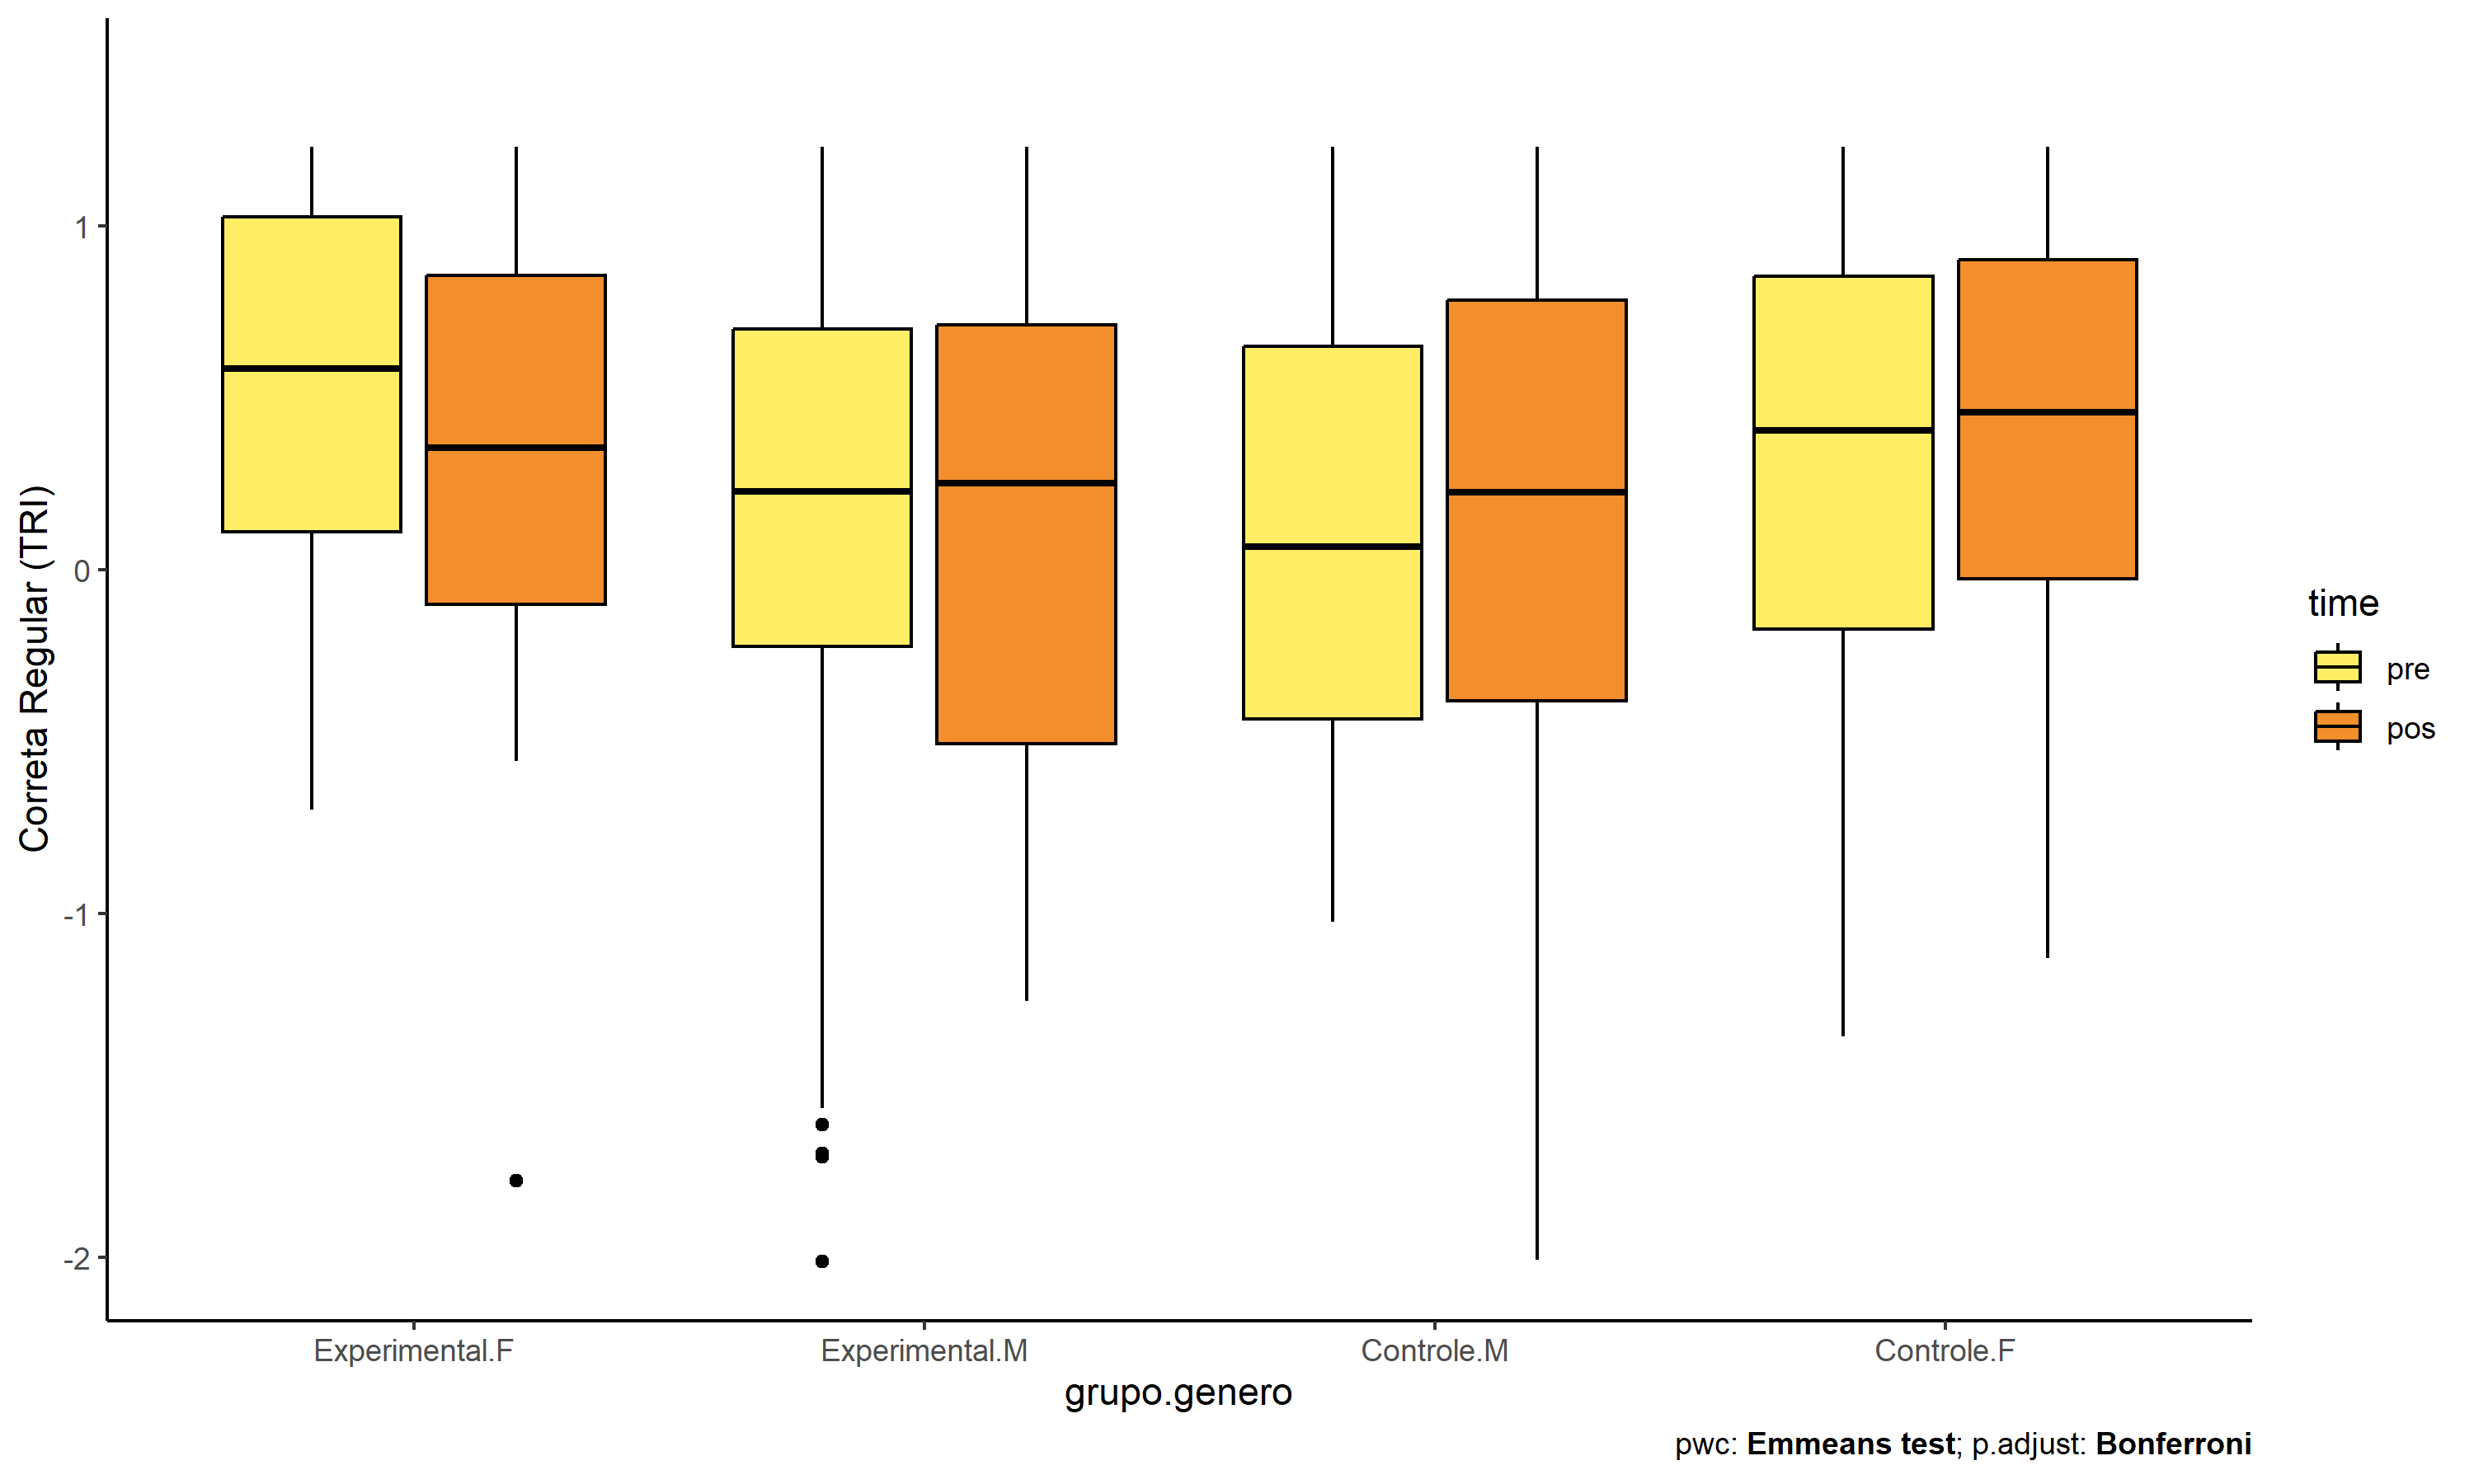 Correta Regular (TRI)
1
0
-1
-2
Experimental.F
Experimental.M
Controle.M
Controle.F
grupo.genero
time
pre
pos
pwc: Emmeans test; p.adjust: Bonferroni